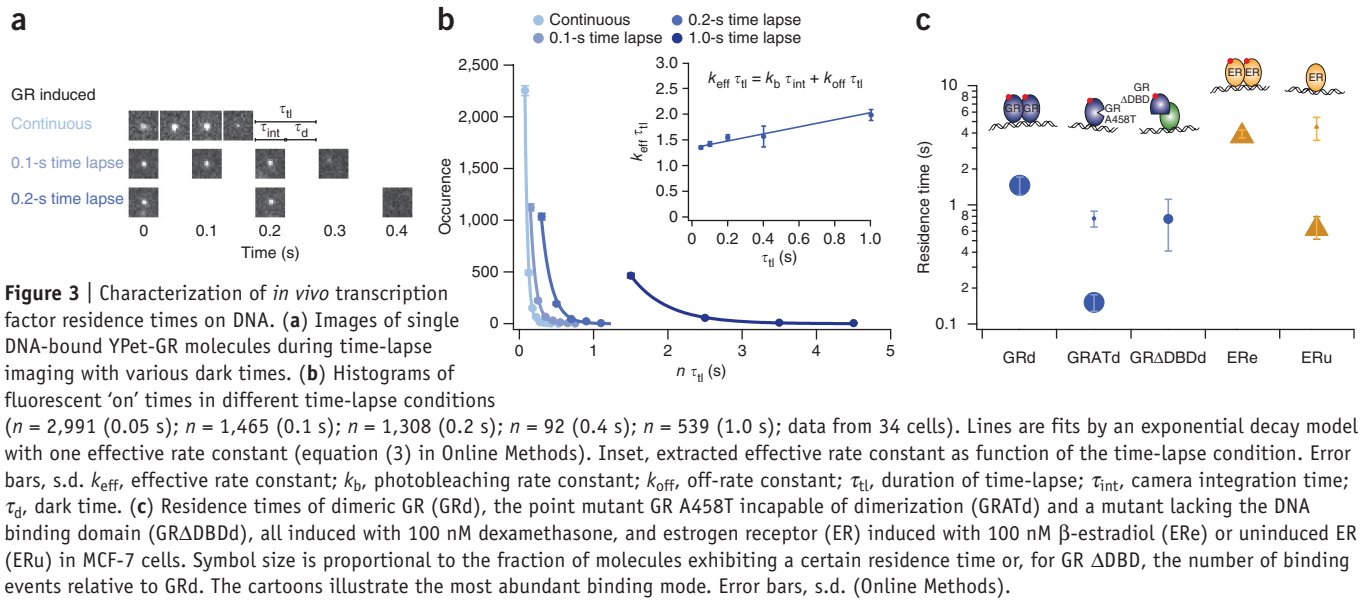 a
GR induced
Continuous
0.1-s time lapse
0.2-s time lapse
τtl
τint τd
0 0.1 0.2 0.3 0.4
Time (s)
b
Continuous 0.2-s time lapse
0.1-s time lapse 1.0-s time lapse
2,500
2,000
1,500
1,000
500
0
Occurence
0 1 2 3 4 5
n τtl (s)
keff τtl = kb τint + koff τtl
3.0
2.5
2.0
1.5
1.0
0.5
0
keff τtl
0.2 0.4 0.6 0.8 1.0
τtl (s)
c
10
8
6
4
2
1
8
6
4
2
0.1
Residence time (s)
GR GR
GR
A458T
GR
ΔDBD
ER ER
ER
GRd GRATd GRΔDBDd ERe ERu
Figure 3 | Characterization of in vivo transcription
factor residence times on DNA. (a) Images of single
DNA-bound YPet-GR molecules during time-lapse
imaging with various dark times. (b) Histograms of
fluorescent ‘on’ times in different time-lapse conditions
(n = 2,991 (0.05 s); n = 1,465 (0.1 s); n = 1,308 (0.2 s); n = 92 (0.4 s); n = 539 (1.0 s); data from 34 cells). Lines are fits by an exponential decay model
with one effective rate constant (equation (3) in Online Methods). Inset, extracted effective rate constant as function of the time-lapse condition. Error
bars, s.d. keff, effective rate constant; kb, photobleaching rate constant; koff, off-rate constant; τtl, duration of time-lapse; τint, camera integration time;
τd, dark time. (c) Residence times of dimeric GR (GRd), the point mutant GR A458T incapable of dimerization (GRATd) and a mutant lacking the DNA
binding domain (GRΔDBDd), all induced with 100 nM dexamethasone, and estrogen receptor (ER) induced with 100 nM β-estradiol (ERe) or uninduced ER
(ERu) in MCF-7 cells. Symbol size is proportional to the fraction of molecules exhibiting a certain residence time or, for GR ΔDBD, the number of binding
events relative to GRd. The cartoons illustrate the most abundant binding mode. Error bars, s.d. (Online Methods).